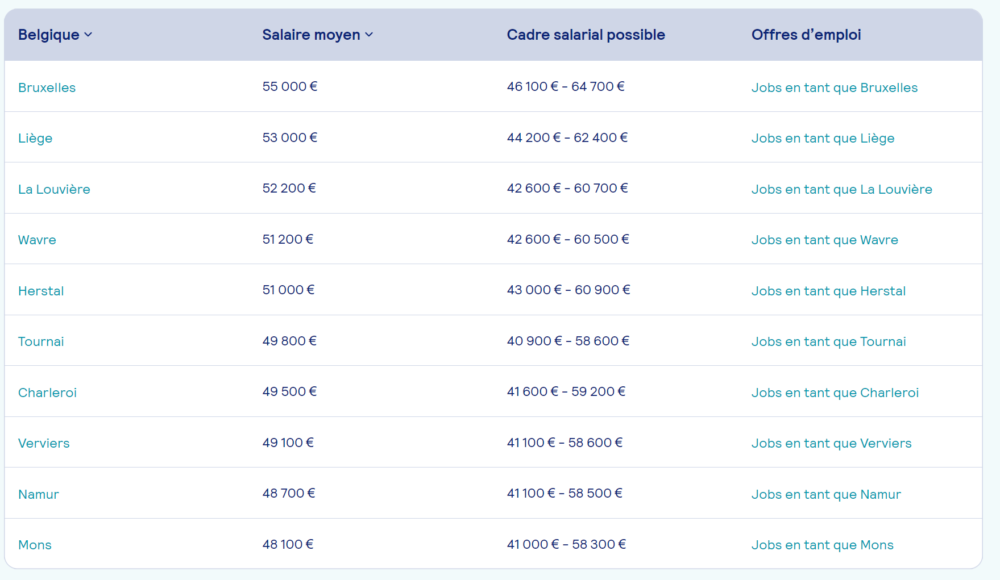 Belgique Salaire moyen Cadre salarial possible Offres d’emploi
Bruxelles 55 000 € 46 100 € – 64 700 € Jobs en tant que Bruxelles
Liège 53 000 € 44 200 € – 62 400 € Jobs en tant que Liège
La Louvière 52 200 € 42 600 € – 60 700 € Jobs en tant que La Louvière
Wavre 51 200 € 42 600 € – 60 500 € Jobs en tant que Wavre
Herstal 51 000 € 43 000 € – 60 900 € Jobs en tant que Herstal
Tournai 49 800 € 40 900 € – 58 600 € Jobs en tant que Tournai
Charleroi 49 500 € 41 600 € – 59 200 € Jobs en tant que Charleroi
Verviers 49 100 € 41 100 € – 58 600 € Jobs en tant que Verviers
Namur 48 700 € 41 100 € – 58 500 € Jobs en tant que Namur
Mons 48 100 € 41 000 € – 58 300 € Jobs en tant que Mons